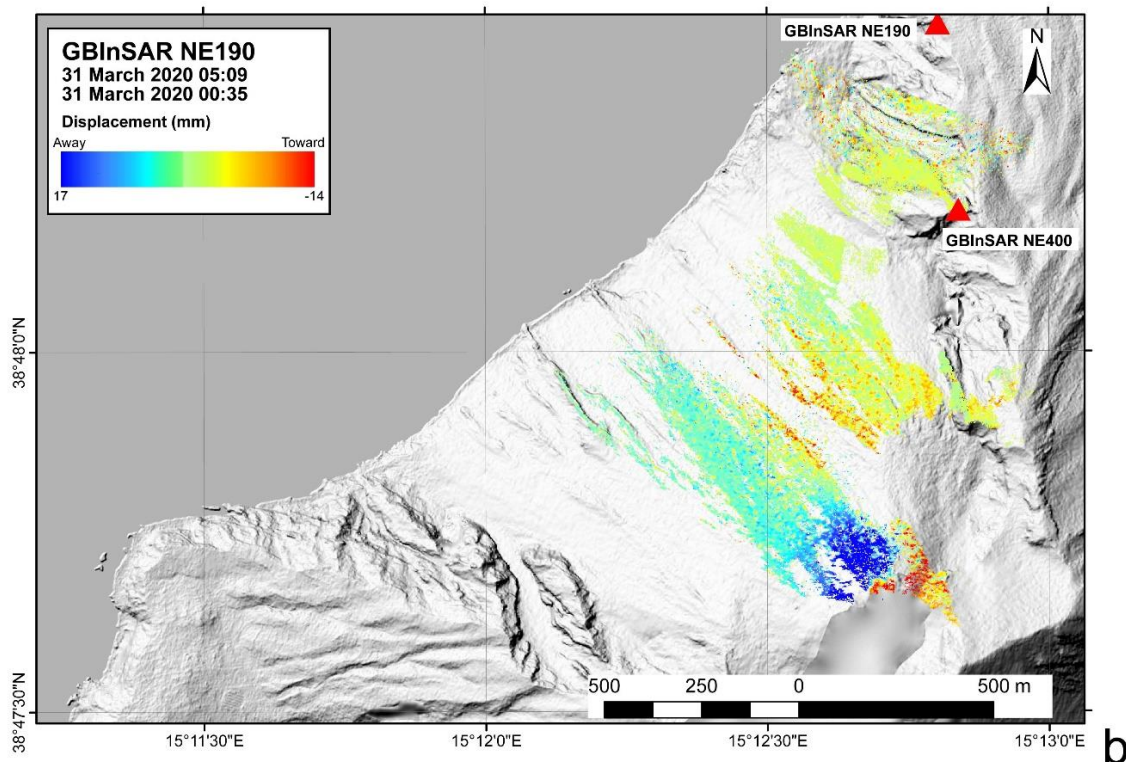 GBInSAR NE190
31 March 2020 05:09
31 March 2020 00:35
Displacement (mm)
Away Toward
17 -14
GBInSAR NE190
N
GBInSAR NE400
38°48'0"N
38°47'30"N
500 250 0 500 m
15°11'30"E 15°12'0"E 15°12'30"E 15°13'0"E
b